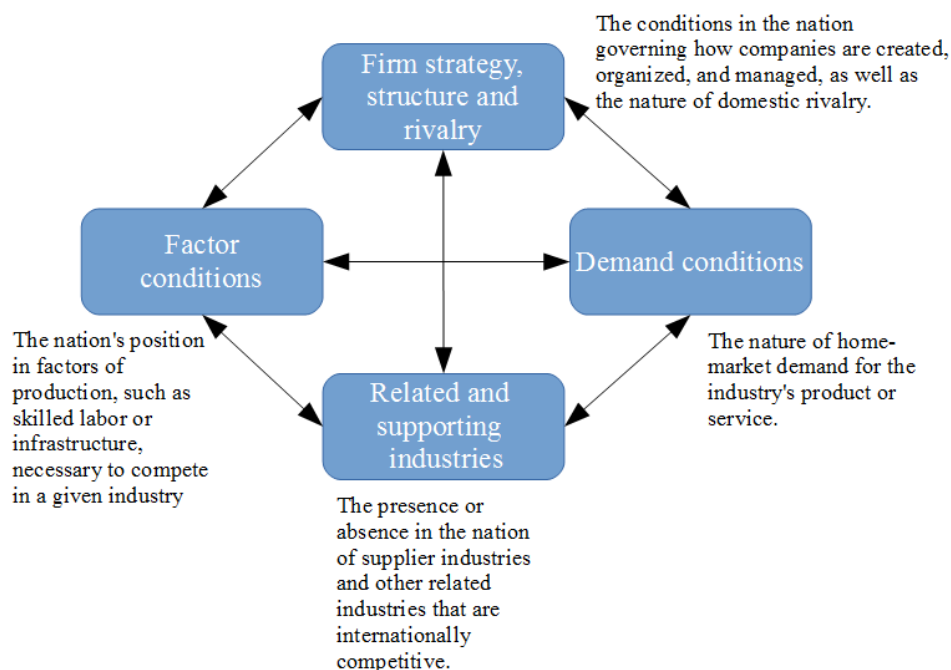 The conditions in the nation
governing how companies are created,
organized, and managed, as well as
the nature of domestic rivalry.
Firm strategy,
structure and
rivalry
Factor
conditions
Demand conditions
The nation's position
in factors of
production, such as
skilled labor or
infrastructure,
necessary to compete
in a given industry
The nature of home-
market demand for the
industry's product or
service.
Related and
supporting
industries
The presence or
absence in the nation
of supplier industries
and other related
industries that are
internationally
competitive.